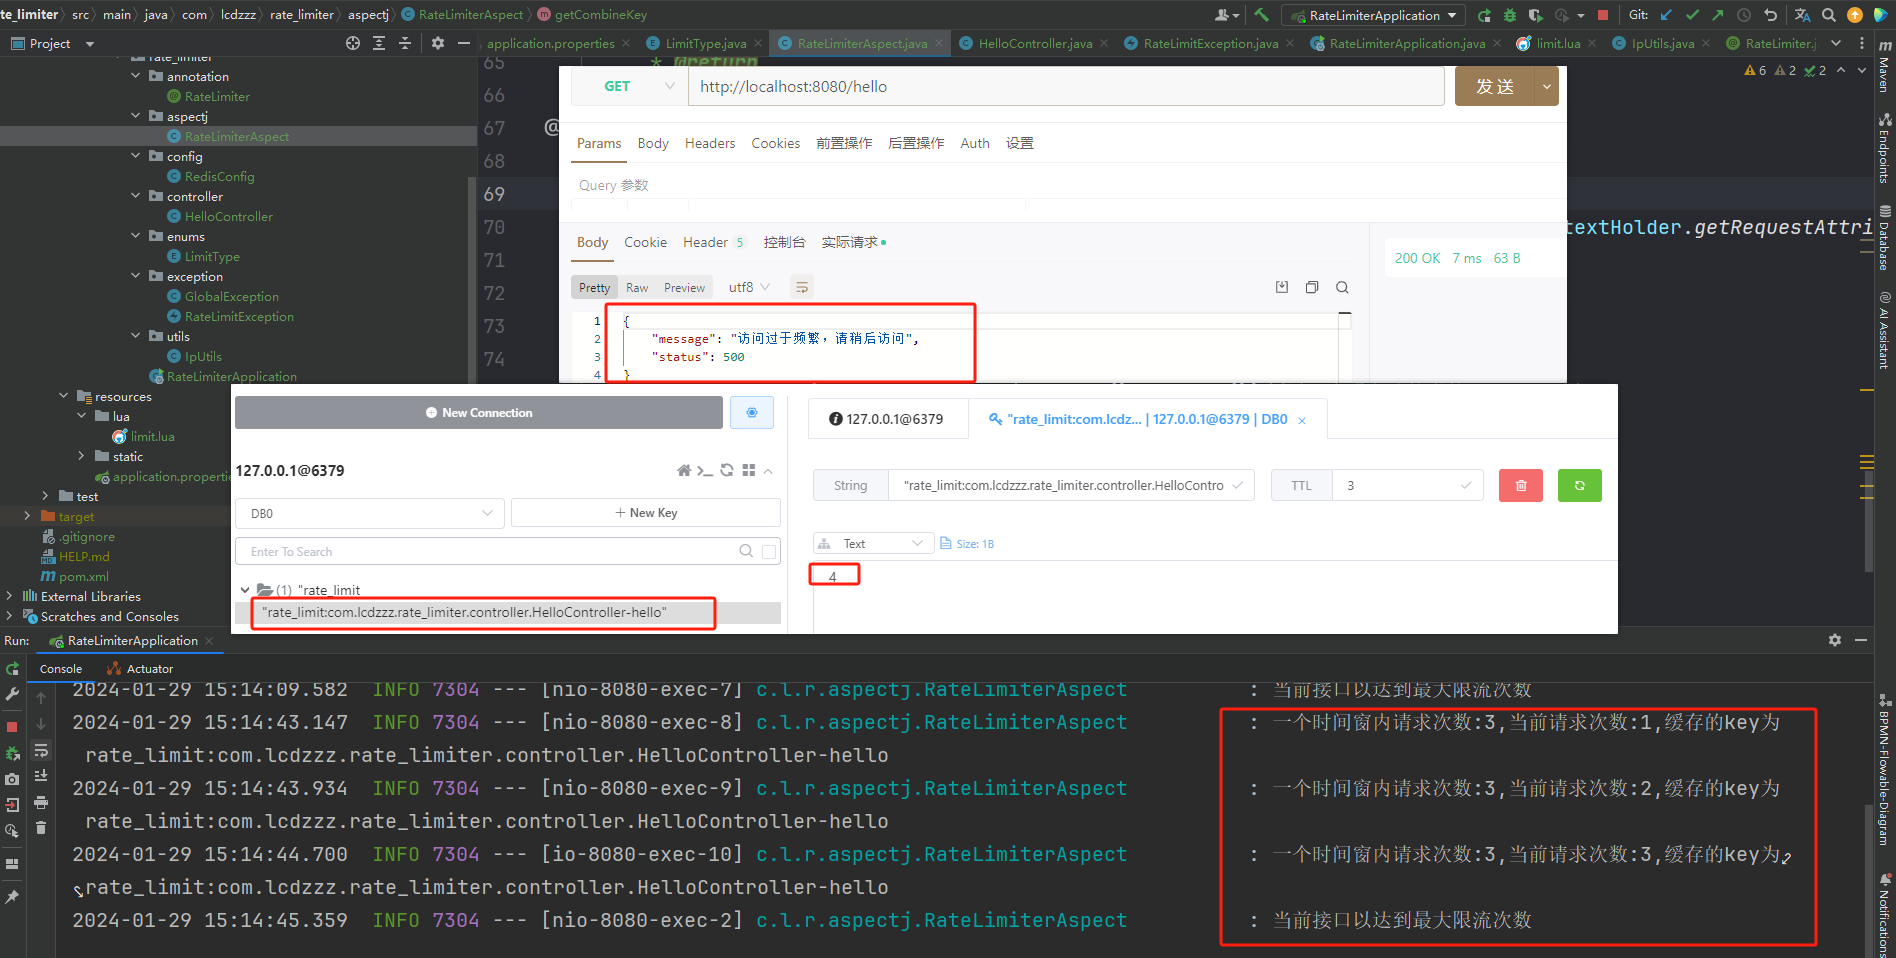 te_limiter › src › main › java › com › lcdzzz › rate_limiter › aspectj › RateLimiterAspect › getCombineKey
RateLimiterApplication
Git:
Project
application.properties
LimitType.java
RateLimiterAspect.java
HelloController.java
RateLimitException.java
RateLimiterApplication.java
limit.lua
IpUtils.java
RateLimiter.j
rate_limiter
annotation
RateLimiter
aspectj
RateLimiterAspect
config
RedisConfig
controller
HelloController
enums
LimitType
exception
GlobalException
RateLimitException
utils
IpUtils
RateLimiterApplication
resources
lua
limit.lua
static
application.propertie
test
target
.gitignore
HELP.md
pom.xml
External Libraries
Scratches and Consoles
65
* @return
66
67
@
68
69
70
textHolder.getRequestAttri
71
72
73
74
6
2
2
Maven
Endpoints
Database
AI Assistant
BPMN-Flowable-Diagram
Notifications
GET
http://localhost:8080/hello
发送
Params Body Headers Cookies 前置操作 后置操作 Auth 设置
Query 参数
Body Cookie Header 5 控制台 实际请求
200 OK 7 ms 63 B
Pretty Raw Preview utf8
1 {
2 "message": "访问过于频繁，请稍后访问",
3 "status": 500
4 }
New Connection
127.0.0.1@6379
DB0
New Key
Enter To Search
(1) "rate_limit
"rate_limit:com.lcdzzz.rate_limiter.controller.HelloController-hello"
127.0.0.1@6379
"rate_limit:com.lcdz... | 127.0.0.1@6379 | DB0
String
"rate_limit:com.lcdzzz.rate_limiter.controller.HelloContro
TTL
3
Text
Size: 1B
4
Run: RateLimiterApplication
Console
Actuator
2024-01-29 15:14:09.582 INFO 7304 --- [nio-8080-exec-7] c.l.r.aspectj.RateLimiterAspect : 当前接口以达到最大限流次数
2024-01-29 15:14:43.147 INFO 7304 --- [nio-8080-exec-8] c.l.r.aspectj.RateLimiterAspect : 一个时间窗内请求次数:3,当前请求次数:1,缓存的key为
rate_limit:com.lcdzzz.rate_limiter.controller.HelloController-hello
2024-01-29 15:14:43.934 INFO 7304 --- [nio-8080-exec-9] c.l.r.aspectj.RateLimiterAspect : 一个时间窗内请求次数:3,当前请求次数:2,缓存的key为
rate_limit:com.lcdzzz.rate_limiter.controller.HelloController-hello
2024-01-29 15:14:44.700 INFO 7304 --- [io-8080-exec-10] c.l.r.aspectj.RateLimiterAspect : 一个时间窗内请求次数:3,当前请求次数:3,缓存的key为
rate_limit:com.lcdzzz.rate_limiter.controller.HelloController-hello
2024-01-29 15:14:45.359 INFO 7304 --- [nio-8080-exec-2] c.l.r.aspectj.RateLimiterAspect : 当前接口以达到最大限流次数